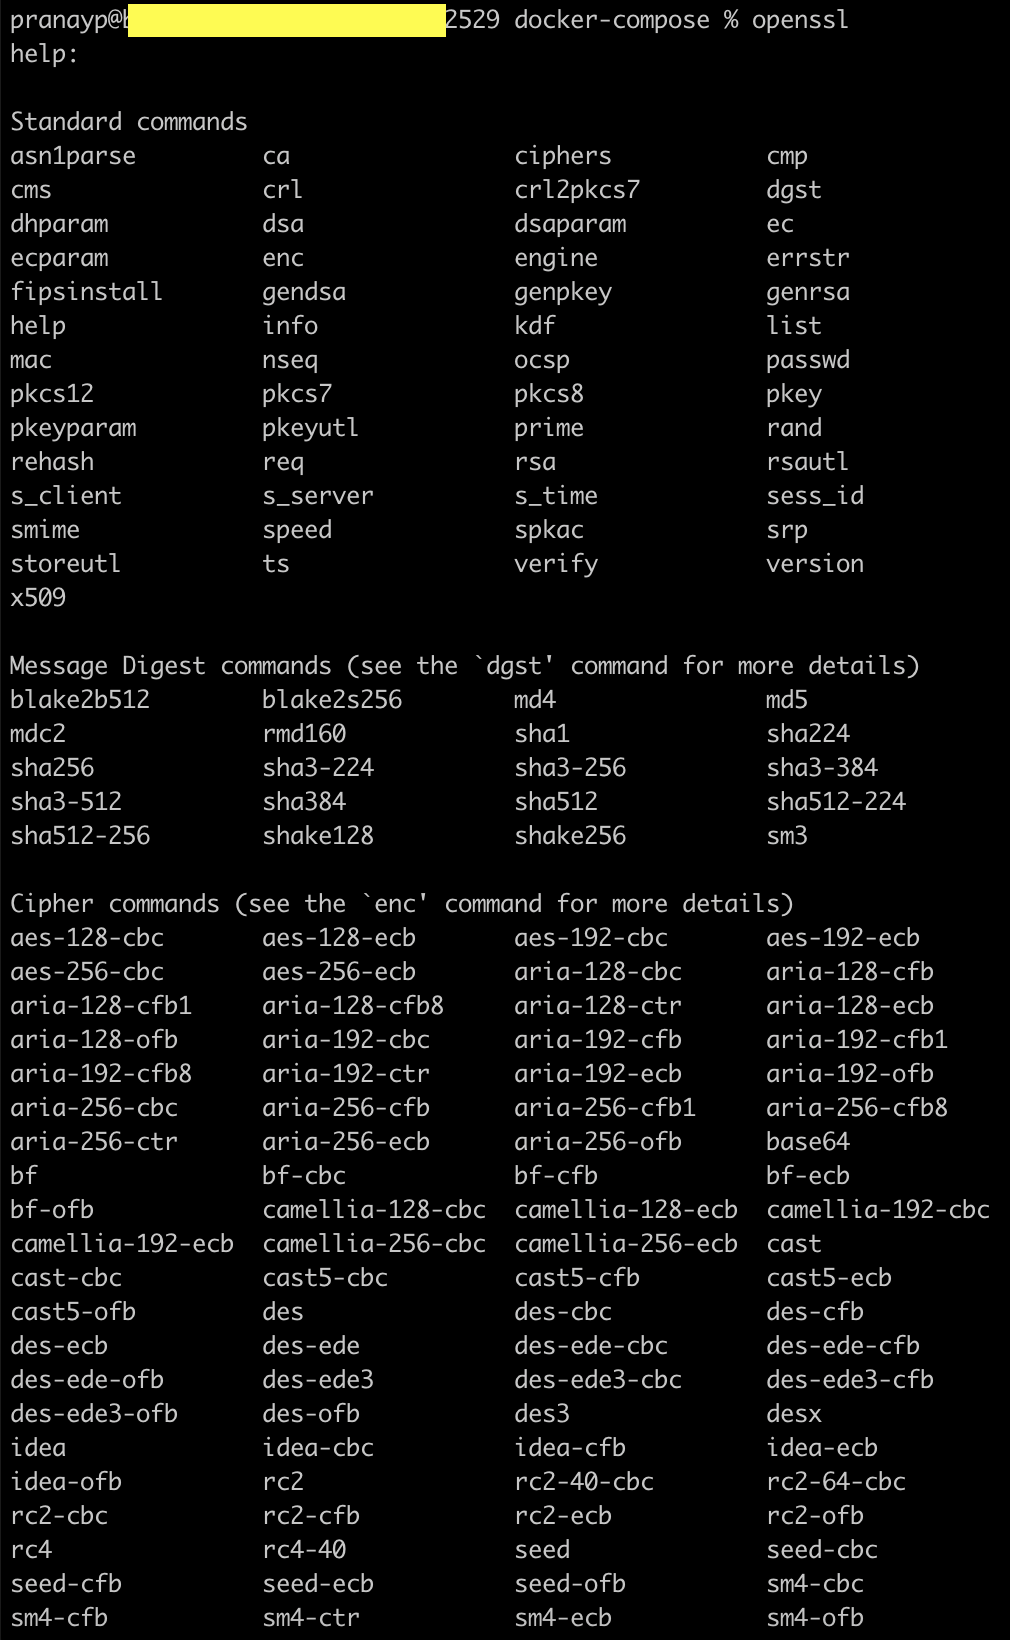 pranayp@ 2529 docker-compose % openssl
help:
Standard commands
asn1parse ca ciphers cmp
cms crl crl2pkcs7 dgst
dhparam dsa dsaparam ec
ecparam enc engine errstr
fipsinstall gendsa genpkey genrsa
help info kdf list
mac nseq ocsp passwd
pkcs12 pkcs7 pkcs8 pkey
pkeyparam pkeyutl prime rand
rehash req rsa rsautl
s_client s_server s_time sess_id
smime speed spkac srp
storeutl ts verify version
x509
Message Digest commands (see the `dgst' command for more details)
blake2b512 blake2s256 md4 md5
mdc2 rmd160 sha1 sha224
sha256 sha3-224 sha3-256 sha3-384
sha3-512 sha384 sha512 sha512-224
sha512-256 shake128 shake256 sm3
Cipher commands (see the `enc' command for more details)
aes-128-cbc aes-128-ecb aes-192-cbc aes-192-ecb
aes-256-cbc aes-256-ecb aria-128-cbc aria-128-cfb
aria-128-cfb1 aria-128-cfb8 aria-128-ctr aria-128-ecb
aria-128-ofb aria-192-cbc aria-192-cfb aria-192-cfb1
aria-192-cfb8 aria-192-ctr aria-192-ecb aria-192-ofb
aria-256-cbc aria-256-cfb aria-256-cfb1 aria-256-cfb8
aria-256-ctr aria-256-ecb aria-256-ofb base64
bf bf-cbc bf-cfb bf-ecb
bf-ofb camellia-128-cbc camellia-128-ecb camellia-192-cbc
camellia-192-ecb camellia-256-cbc camellia-256-ecb cast
cast-cbc cast5-cbc cast5-cfb cast5-ecb
cast5-ofb des des-cbc des-cfb
des-ecb des-ede des-ede-cbc des-ede-cfb
des-ede-ofb des-ede3 des-ede3-cbc des-ede3-cfb
des-ede3-ofb des-ofb des3 desx
idea idea-cbc idea-cfb idea-ecb
idea-ofb rc2 rc2-40-cbc rc2-64-cbc
rc2-cbc rc2-cfb rc2-ecb rc2-ofb
rc4 rc4-40 seed seed-cbc
seed-cfb seed-ecb seed-ofb sm4-cbc
sm4-cfb sm4-ctr sm4-ecb sm4-ofb